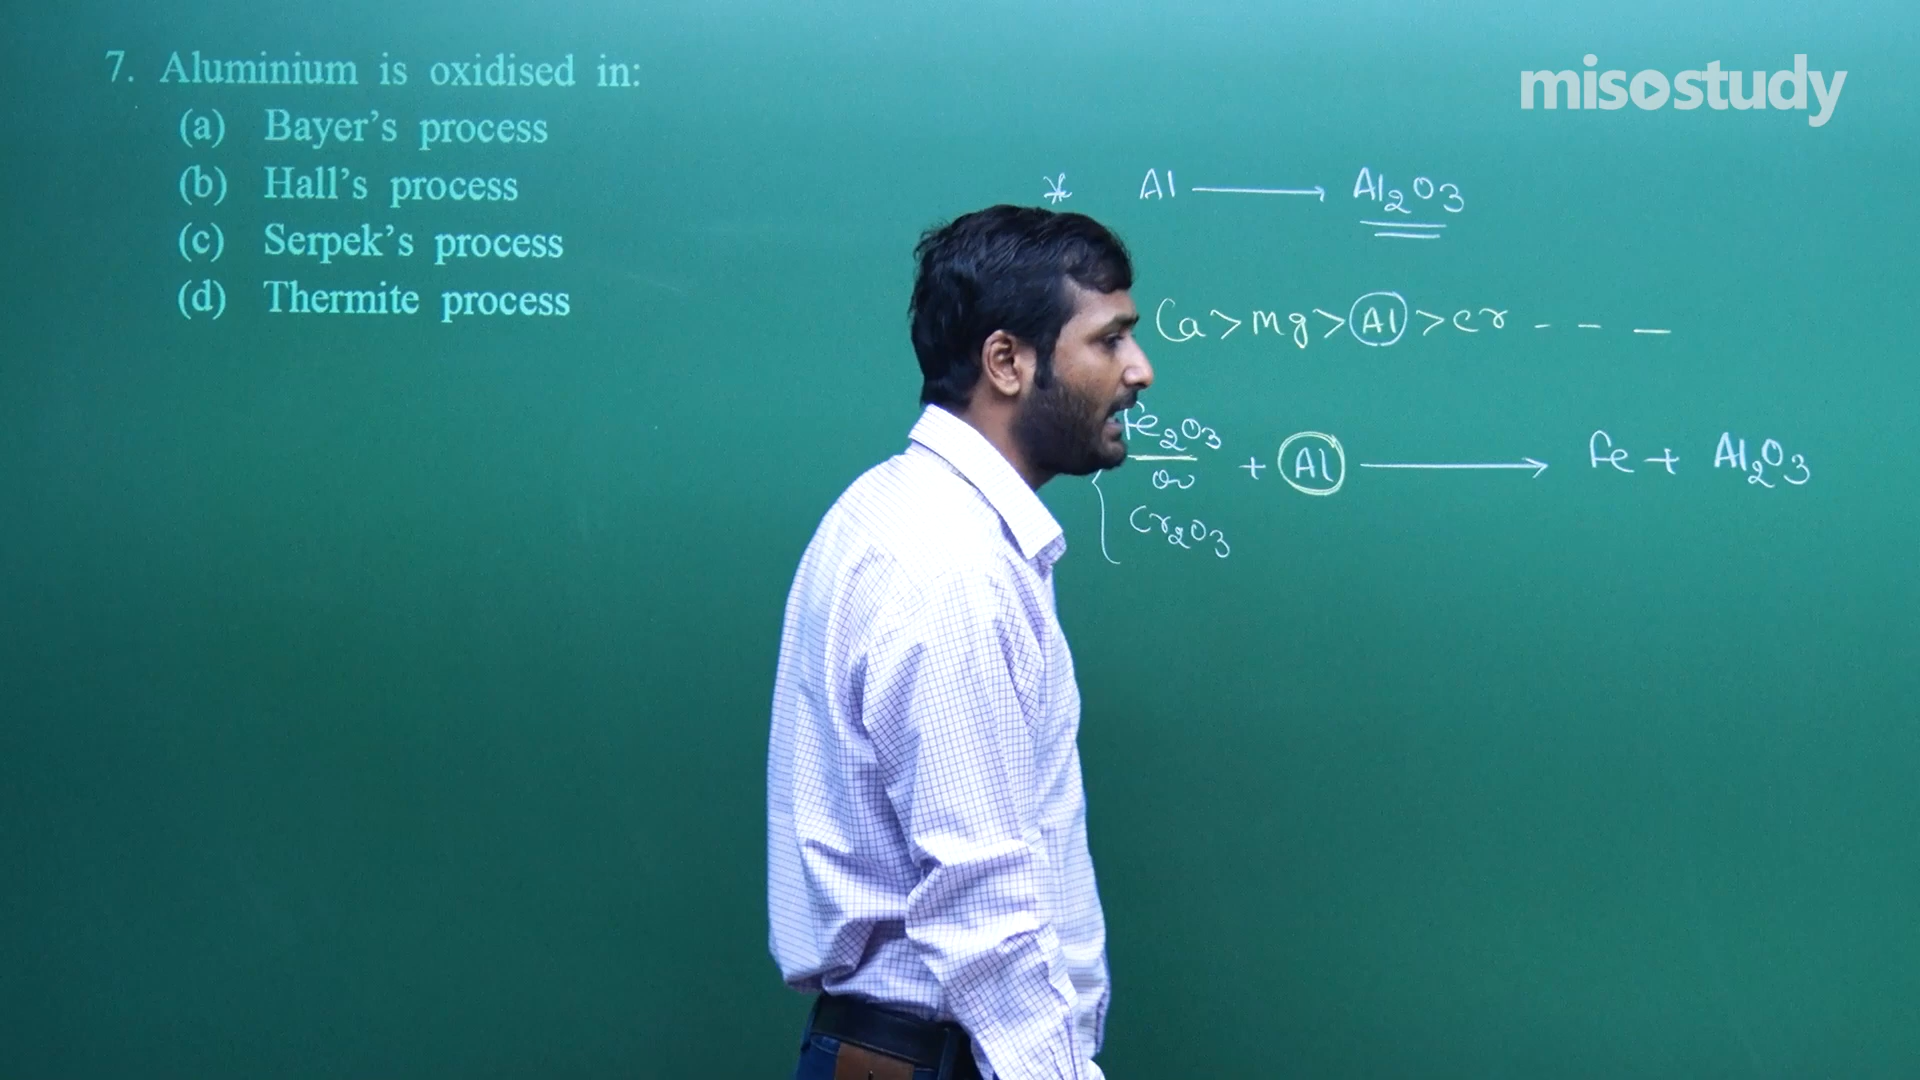 7. Aluminium is oxidised in:
(a) Bayer's process
(b) Hall's process
(c) Serpek's process
(d) Thermite process
misostudy
* Al ⟶ Al₂O₃
Ca > Mg > Al > Cr - - -
Fe₂O₃ + Al ⟶ Fe + Al₂O₃
or
Cr₂O₃